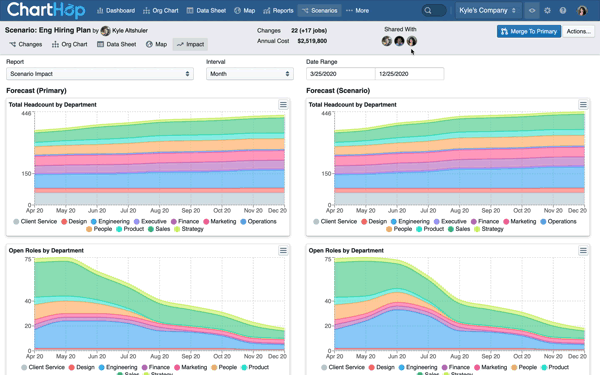 ChartHop Dashboard Org Chart Data Sheet Map Reports Scenarios More Kyle's Company
Scenario: Eng Hiring Plan by Kyle Altshuler
Changes 22 (+17 jobs)
Annual Cost $2,519,800
Shared With
Merge To Primary Actions...
Changes Org Chart Data Sheet Map Impact
Report Interval Date Range
Scenario Impact Month 3/25/2020 12/25/2020
Forecast (Primary) Forecast (Scenario)
Total Headcount by Department
446
150
0
Apr 20 May 20 Jun 20 Jul 20 Aug 20 Sep 20 Oct 20 Nov 20 Dec 20
Client Service Design Engineering Executive Finance Marketing Operations
People Product Sales Strategy
Total Headcount by Department
446
150
0
Apr 20 May 20 Jun 20 Jul 20 Aug 20 Sep 20 Oct 20 Nov 20 Dec 20
Client Service Design Engineering Executive Finance Marketing Operations
People Product Sales Strategy
Open Roles by Department
75
40
20
0
Apr 20 May 20 Jun 20 Jul 20 Aug 20 Sep 20 Oct 20 Nov 20 Dec 20
Client Service Design Engineering Finance Marketing People Product
Sales Strategy
Open Roles by Department
75
40
20
0
Apr 20 May 20 Jun 20 Jul 20 Aug 20 Sep 20 Oct 20 Nov 20 Dec 20
Client Service Design Engineering Finance Marketing People Product
Sales Strategy